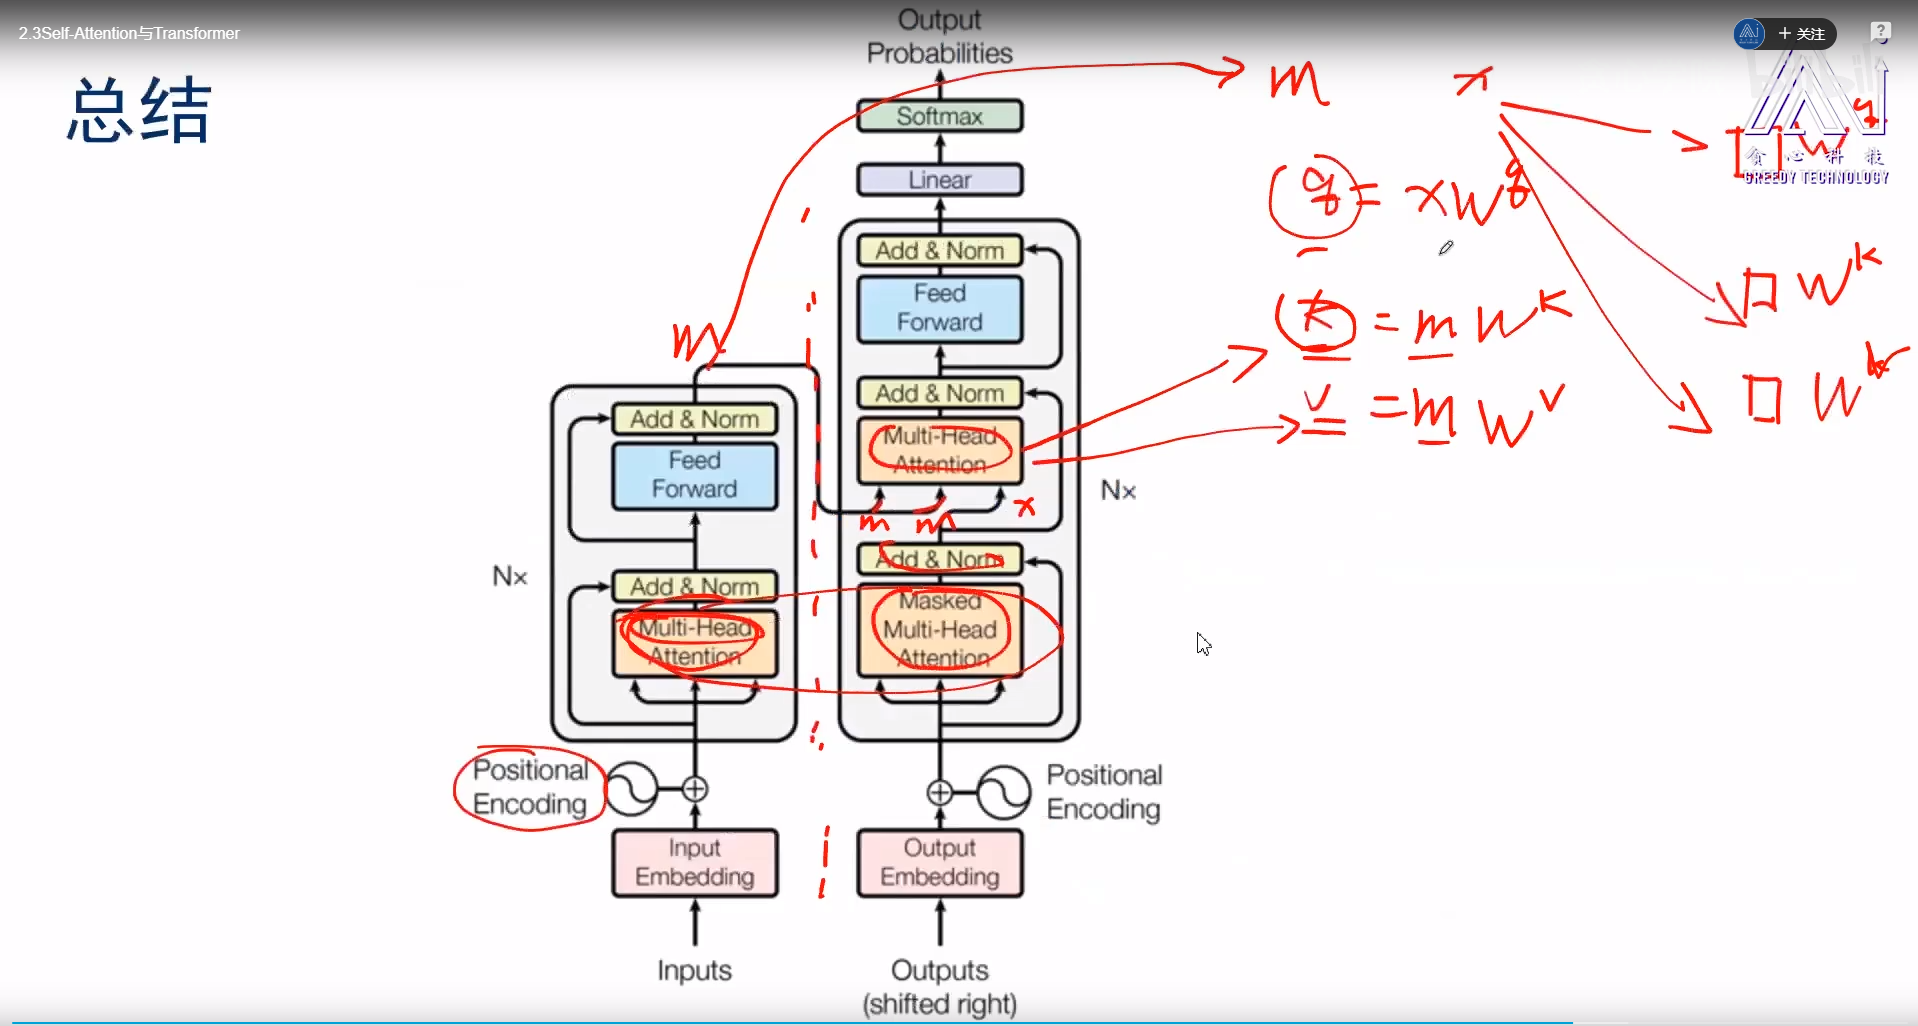 2.3Self-Attention与Transformer
关注
?
总结
贪心科技
GREEDY TECHNOLOGY
Output
Probabilities
Softmax
Linear
Add & Norm
Feed
Forward
Add & Norm
Multi-Head
Attention
Nx
m m x
Add & Norm
Masked
Multi-Head
Attention
Positional
Encoding
Output
Embedding
Outputs
(shifted right)
m
Add & Norm
Feed
Forward
Nx
Add & Norm
Multi-Head
Attention
Positional
Encoding
Input
Embedding
Inputs
m x
q = xW^q
k = mW^k
v = mW^v
W^q
W^k